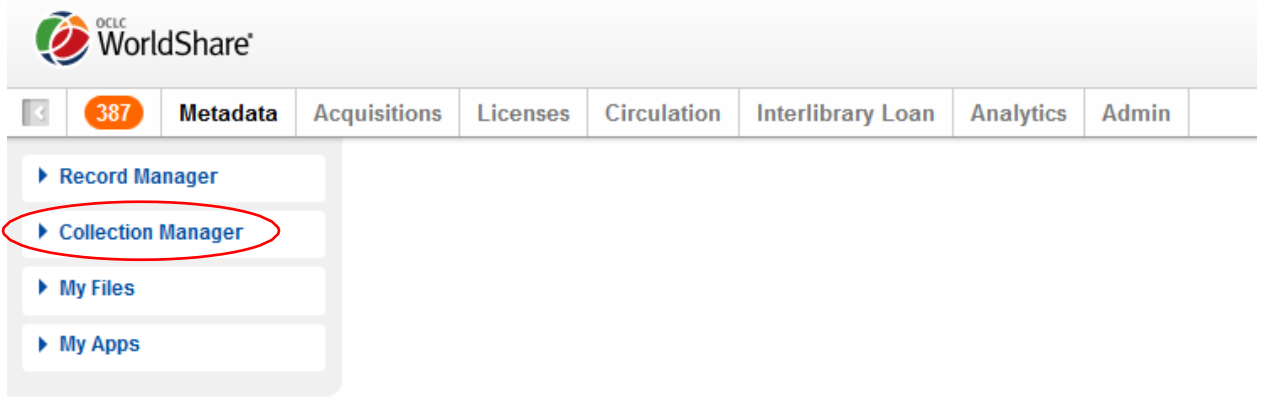 OCLC
WorldShare®
387 Metadata Acquisitions Licenses Circulation Interlibrary Loan Analytics Admin
Record Manager
Collection Manager
My Files
My Apps